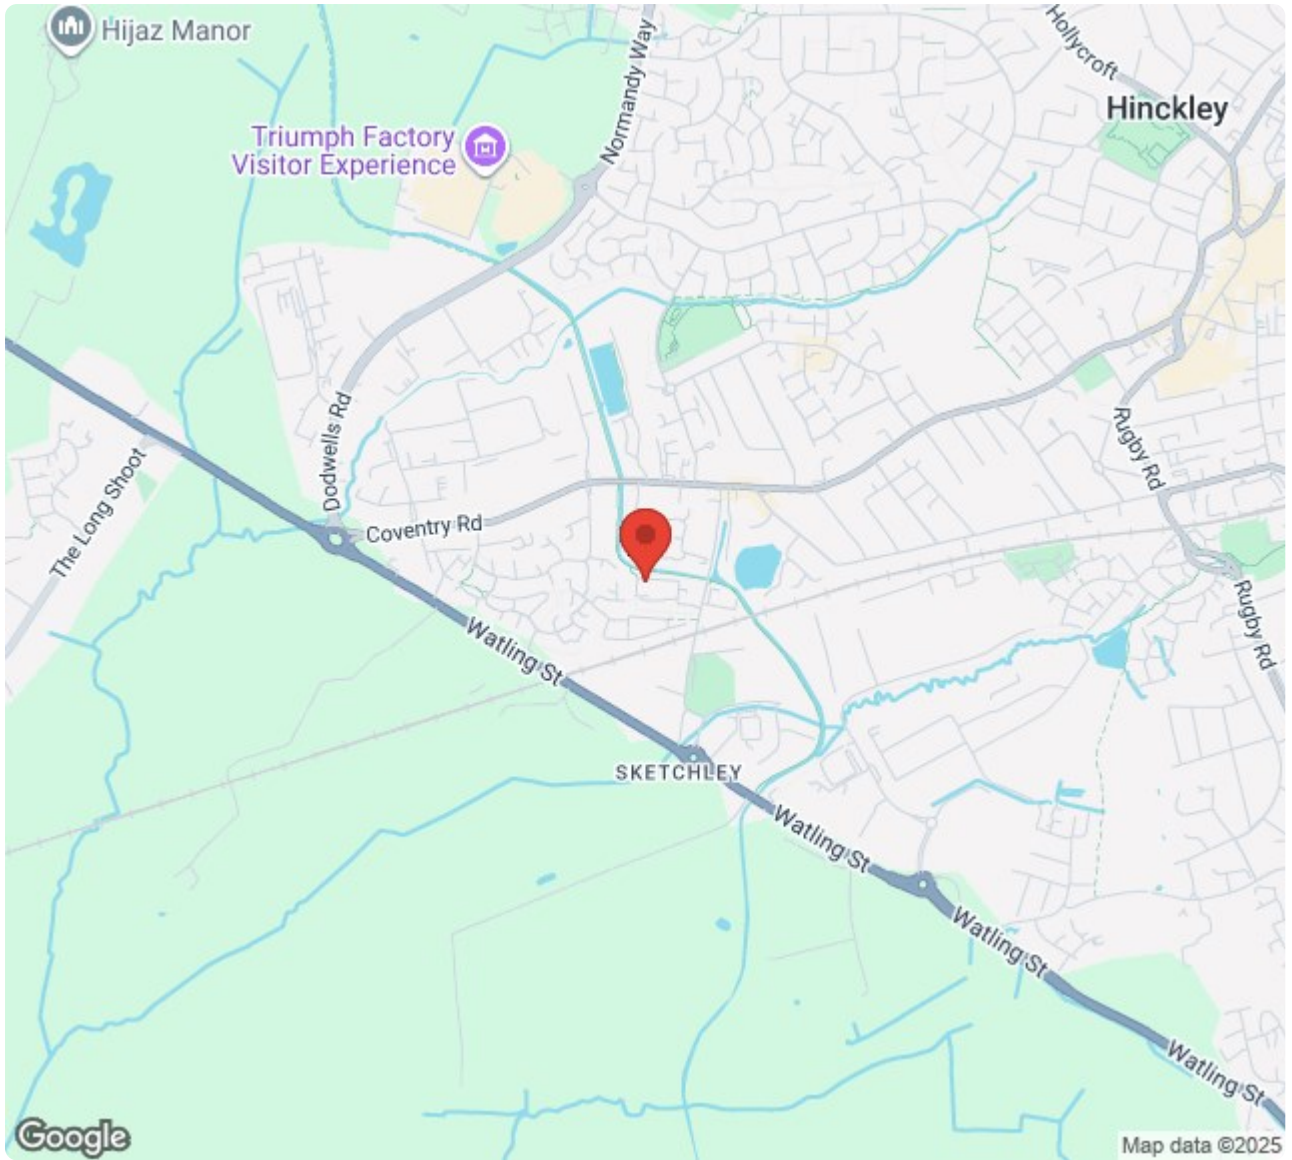 Hijaz Manor
Normandy Way
Hollycroft
Hinckley
Triumph Factory
Visitor Experience
Dodwells Rd
Rugby Rd
The Long Shoot
Coventry Rd
Rugby Rd
Watling St
SKETCHLEY
Watling St
Watling St
Watling St
Google
Map data ©2025